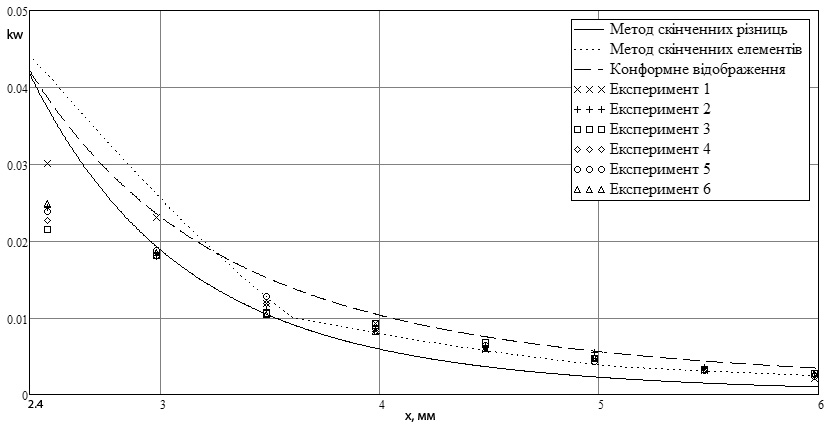 0.05
kw
Метод скінченних різниць
Метод скінченних елементів
Конформне відображення
0.04
Експеримент 1
Експеримент 2
Експеримент 3
Експеримент 4
0.03
Експеримент 5
Експеримент 6
0.02
0.01
0
2.4 3 4 5 6
х, мм